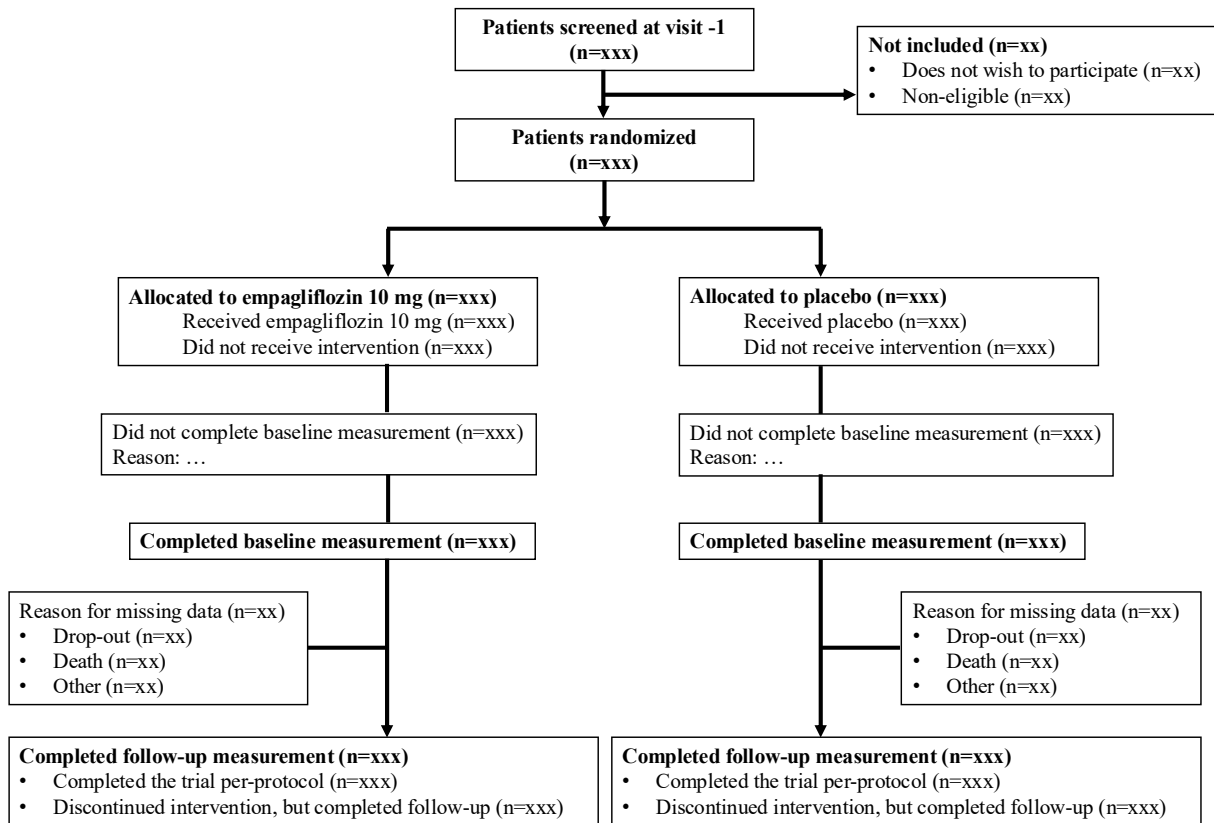 Patients screened at visit -1
(n=xxx)
Not included (n=xx)
• Does not wish to participate (n=xx)
• Non-eligible (n=xx)
Patients randomized
(n=xxx)
Allocated to empagliflozin 10 mg (n=xxx)
Received empagliflozin 10 mg (n=xxx)
Did not receive intervention (n=xxx)
Allocated to placebo (n=xxx)
Received placebo (n=xxx)
Did not receive intervention (n=xxx)
Did not complete baseline measurement (n=xxx)
Reason: …
Did not complete baseline measurement (n=xxx)
Reason: …
Completed baseline measurement (n=xxx)
Completed baseline measurement (n=xxx)
Reason for missing data (n=xx)
• Drop-out (n=xx)
• Death (n=xx)
• Other (n=xx)
Reason for missing data (n=xx)
• Drop-out (n=xx)
• Death (n=xx)
• Other (n=xx)
Completed follow-up measurement (n=xxx)
• Completed the trial per-protocol (n=xxx)
• Discontinued intervention, but completed follow-up (n=xxx)
Completed follow-up measurement (n=xxx)
• Completed the trial per-protocol (n=xxx)
• Discontinued intervention, but completed follow-up (n=xxx)